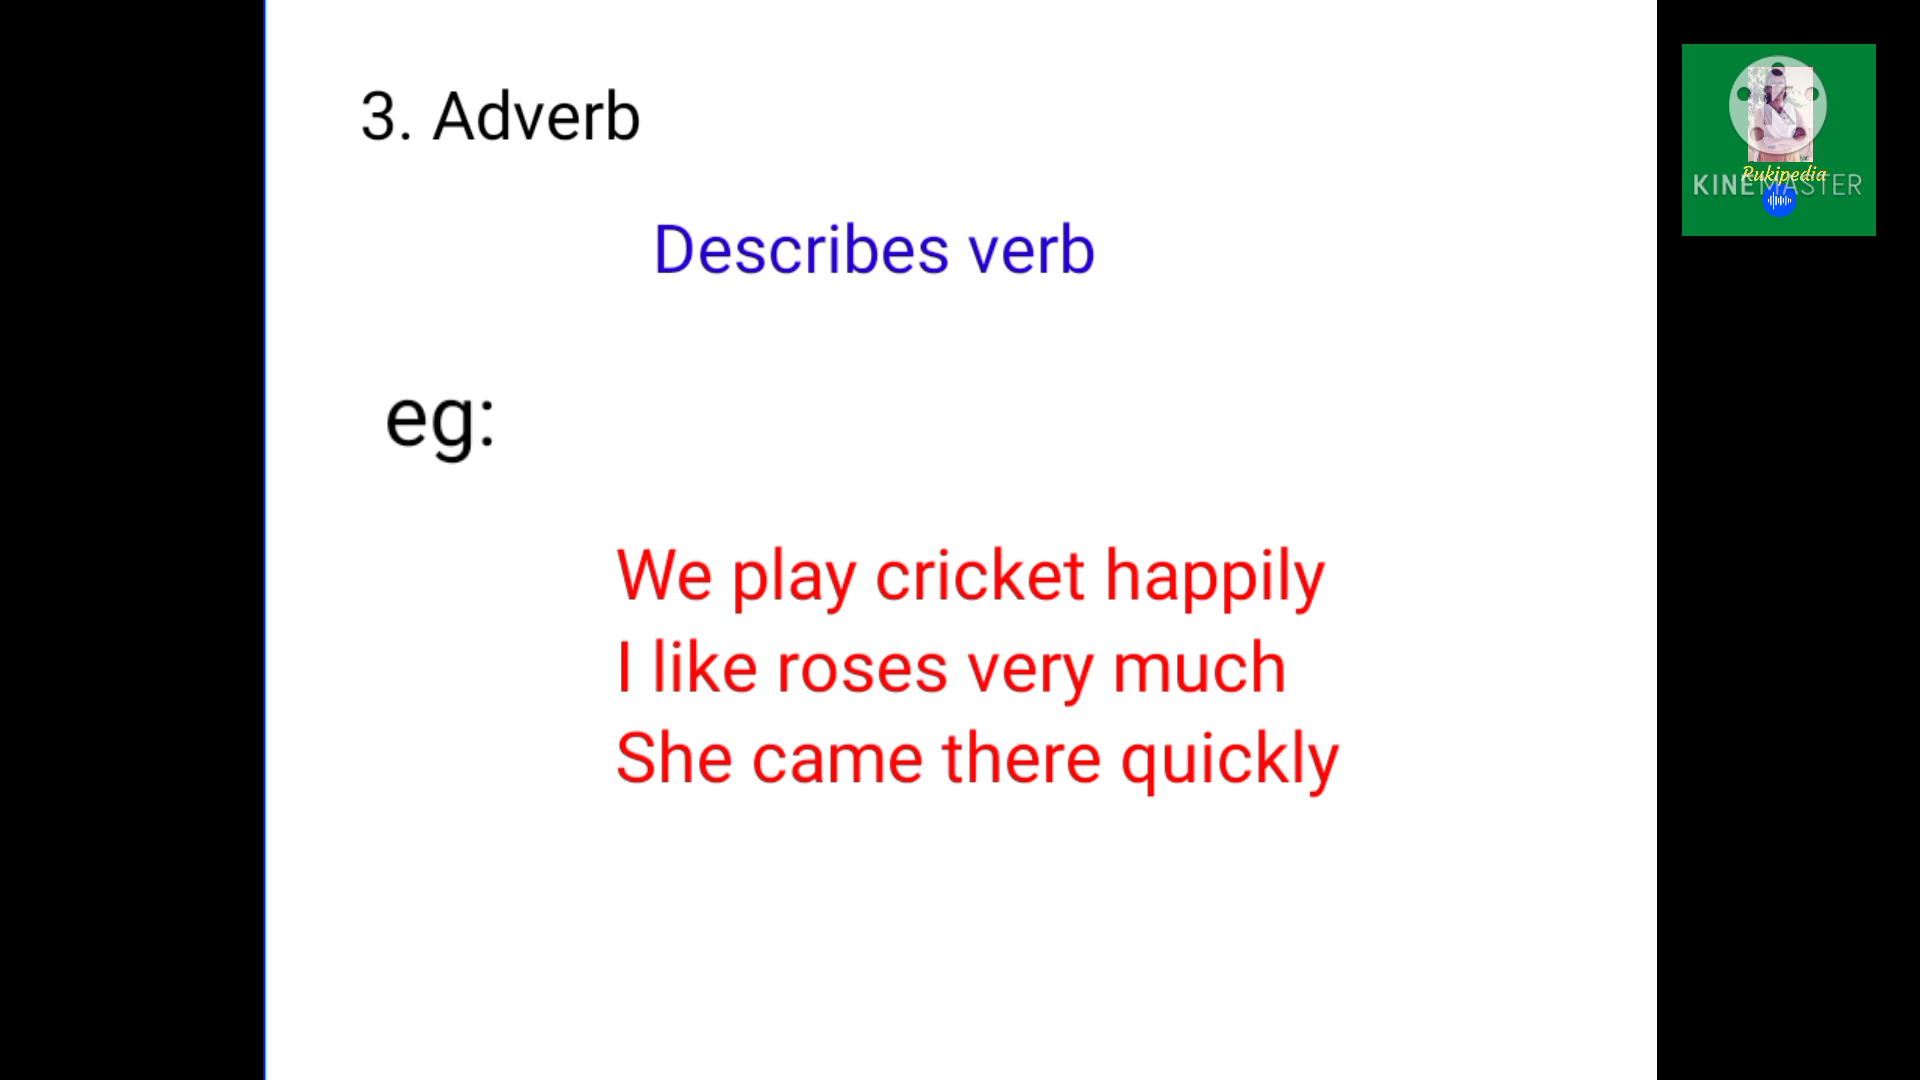 3. Adverb
Describes verb
eg:
We play cricket happily
I like roses very much
She came there quickly
Rukipedia
KINEMASTER